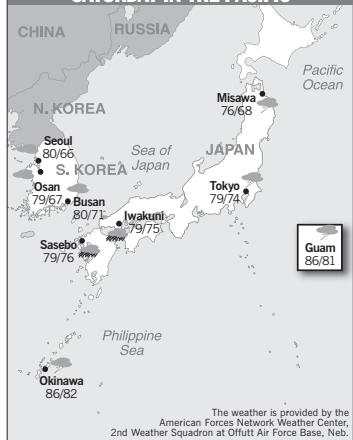 SATURDAY IN THE PACIFIC
CHINA
RUSSIA
Pacific
Ocean
Misawa
76/68
N. KOREA
Seoul
80/66
S. KOREA
Sea of
Japan
JAPAN
Osan
79/67
Busan
80/71
Tokyo
79/74
Iwakuni
79/75
Sasebo
79/76
Guam
86/81
Philippine
Sea
Okinawa
86/82
The weather is provided by the
American Forces Network Weather Center,
2nd Weather Squadron at Offutt Air Force Base, Neb.